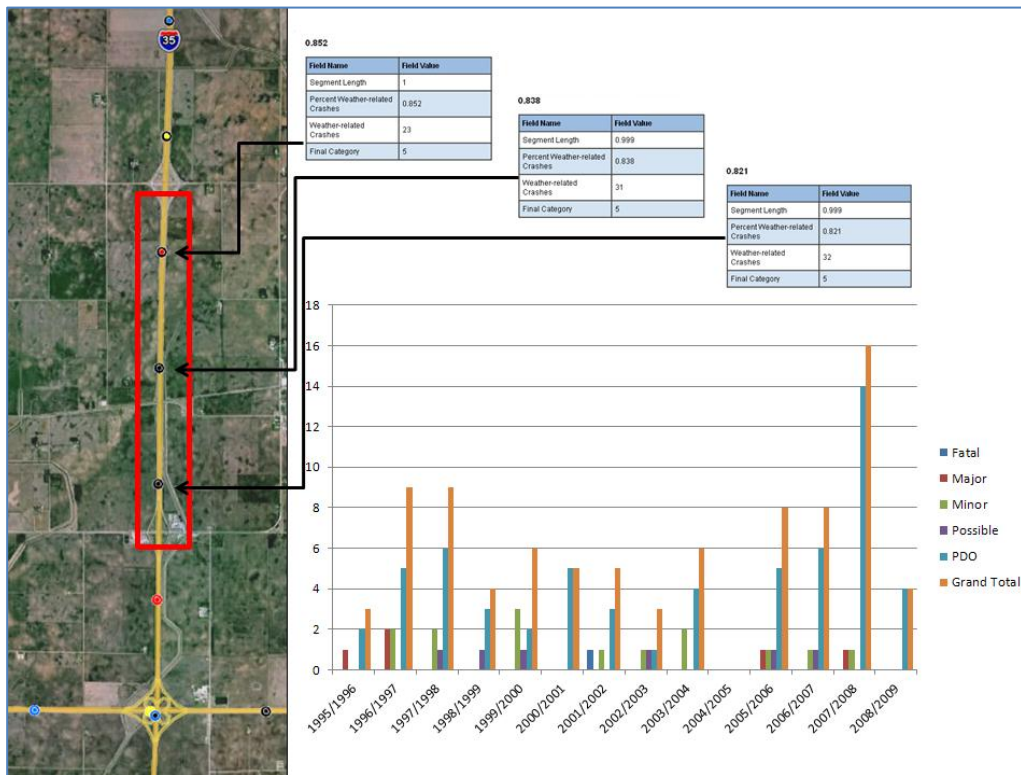 35
0.852
Field Name Field Value
Segment Length 1
Percent Weather-related
Crashes 0.852
Weather-related
Crashes 23
Final Category 5
0.838
Field Name Field Value
Segment Length 0.999
Percent Weather-related
Crashes 0.838
Weather-related
Crashes 31
Final Category 5
0.821
Field Name Field Value
Segment Length 0.999
Percent Weather-related
Crashes 0.821
Weather-related
Crashes 32
Final Category 5
18
16
14
12
10
8
6
4
2
0
1995/1996
1996/1997
1997/1998
1998/1999
1999/2000
2000/2001
2001/2002
2002/2003
2003/2004
2004/2005
2005/2006
2006/2007
2007/2008
2008/2009
Fatal
Major
Minor
Possible
PDO
Grand Total